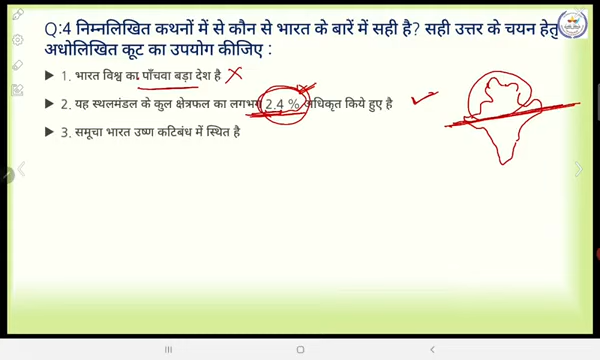 Q:4 निम्नलिखित कथनों में से कौन से भारत के बारें में सही है? सही उत्तर के चयन हेतु
अधोलिखित कूट का उपयोग कीजिए :
1. भारत विश्व का पाँचवा बड़ा देश है
2. यह स्थलमंडल के कुल क्षेत्रफल का लगभग 2.4 % अधिकृत किये हुए है
3. समूचा भारत उष्ण कटिबंध में स्थित है